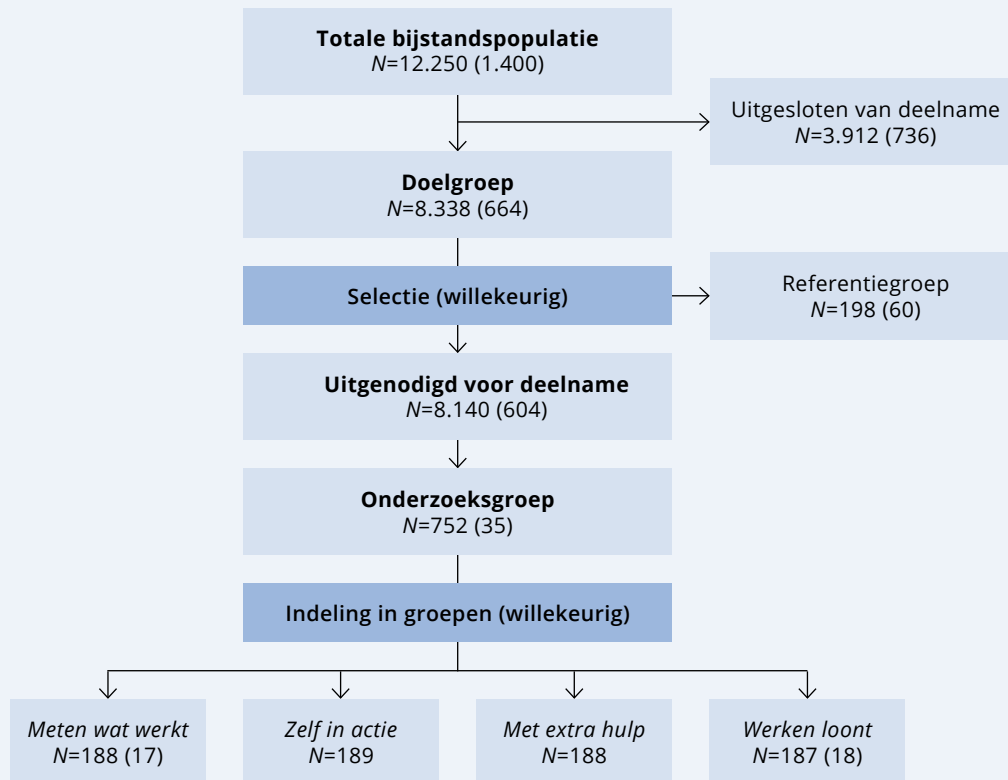 Totale bijstandspopulatie
N=12.250 (1.400)
Uitgesloten van deelname
N=3.912 (736)
Doelgroep
N=8.338 (664)
Selectie (willekeurig)
Referentiegroep
N=198 (60)
Uitgenodigd voor deelname
N=8.140 (604)
Onderzoeksgroep
N=752 (35)
Indeling in groepen (willekeurig)
Meten wat werkt
N=188 (17)
Zelf in actie
N=189
Met extra hulp
N=188
Werken loont
N=187 (18)